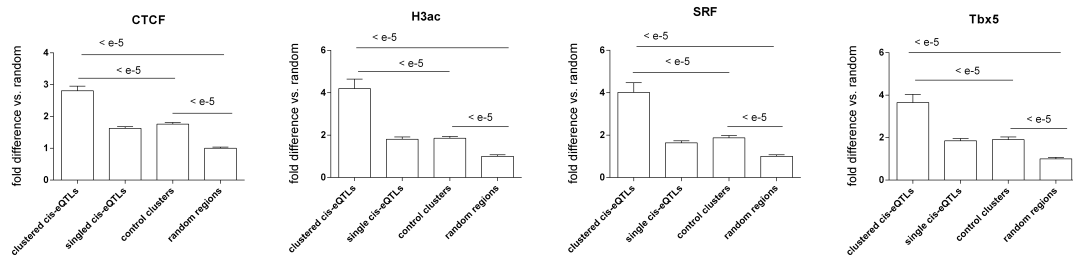 CTCF
fold difference vs. random
4
3
2
1
0
< e-5
< e-5
< e-5
clustered cis-eQTLs
singled cis-eQTLs
control clusters
random regions
H3ac
fold difference vs. random
6
4
2
0
< e-5
< e-5
< e-5
clustered cis-eQTLs
single cis-eQTLs
control clusters
random regions
SRF
fold difference vs. random
6
4
2
0
< e-5
< e-5
< e-5
clustered cis-eQTLs
single cis-eQTLs
control clusters
random regions
Tbx5
fold difference vs. random
6
4
2
0
< e-5
< e-5
< e-5
clustered cis-eQTLs
single cis-eQTLs
control clusters
random regions